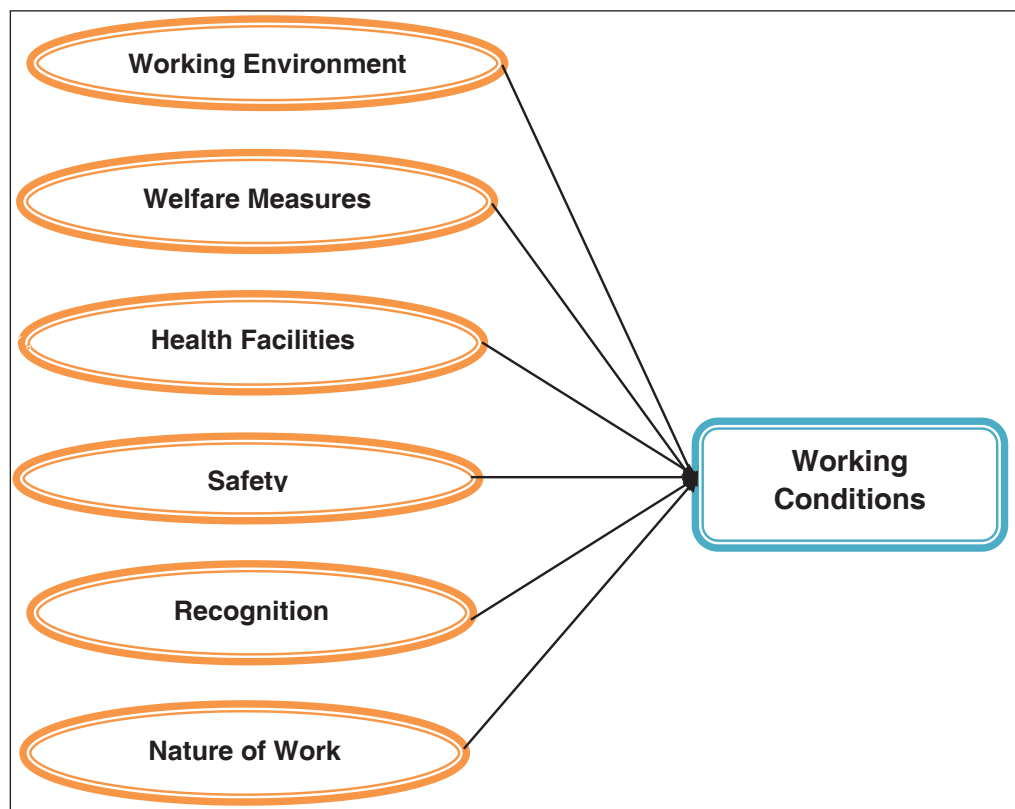 Working Environment
Welfare Measures
Health Facilities
Safety
Recognition
Nature of Work
Working
Conditions